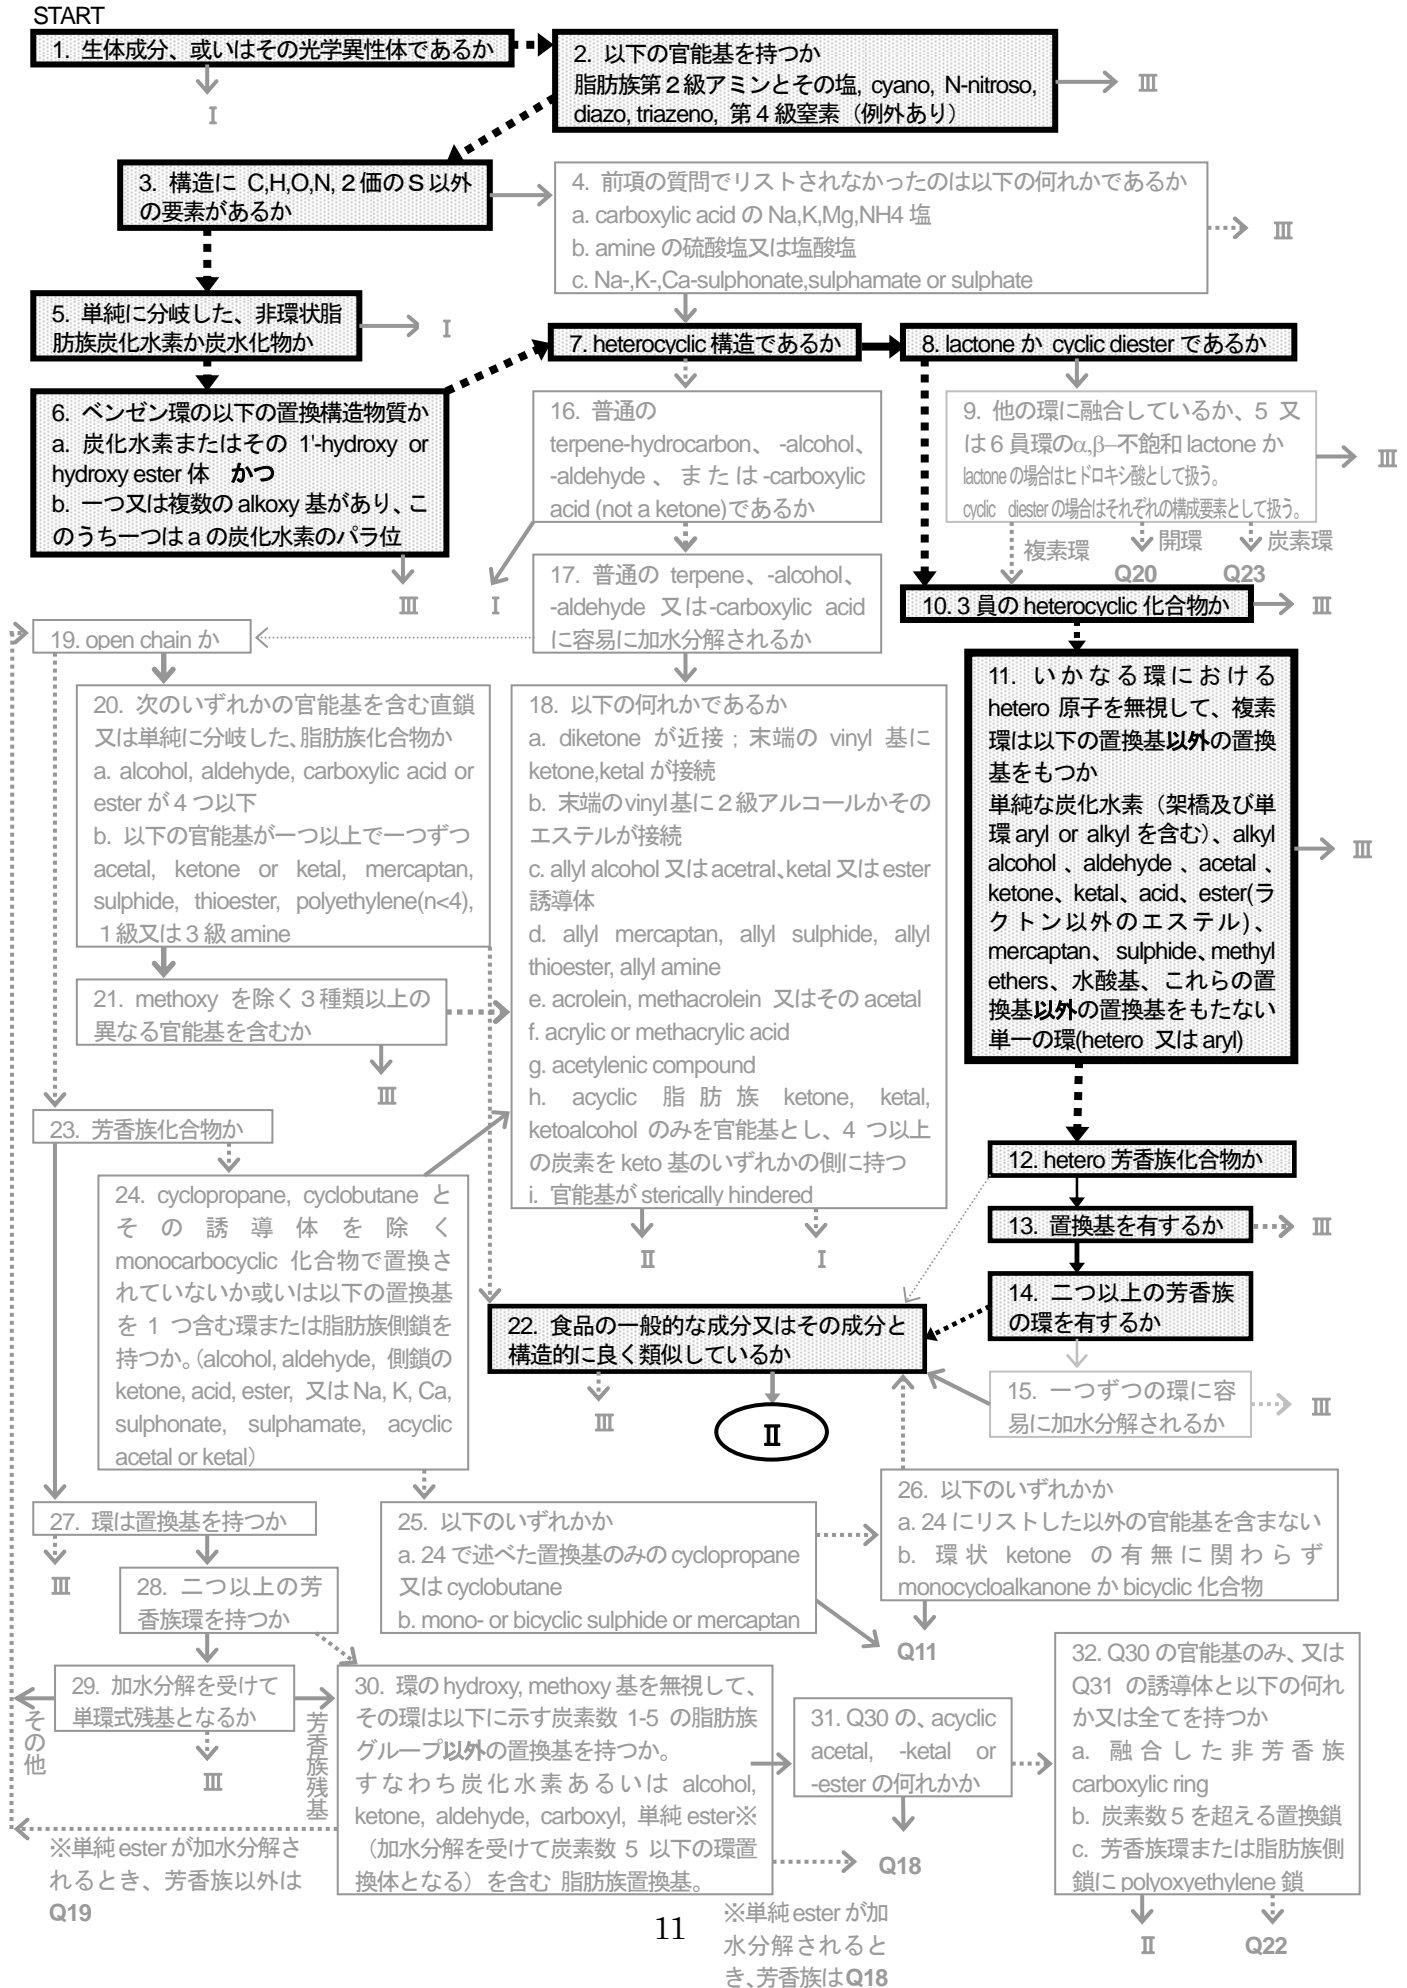 START
1. 生体成分、或いはその光学異性体であるか
I
2. 以下の官能基を持つか
脂肪族第２級アミンとその塩, cyano, N-nitroso,
diazo, triazeno, 第４級窒素（例外あり）
Ⅲ
3. 構造に C,H,O,N,２価のＳ以外
の要素があるか
4. 前項の質問でリストされなかったのは以下の何れかであるか
a. carboxylic acid の Na,K,Mg,NH4 塩
b. amine の硫酸塩又は塩酸塩
c. Na-,K-,Ca-sulphonate,sulphamate or sulphate
Ⅲ
5. 単純に分岐した、非環状脂
肪族炭化水素か炭水化物か
I
6. ベンゼン環の以下の置換構造物質か
a. 炭化水素またはその 1'-hydroxy or
hydroxy ester 体　かつ
b. 一つ又は複数の alkoxy 基があり、こ
のうち一つは a の炭化水素のパラ位
Ⅲ
7. heterocyclic 構造であるか
8. lactone か cyclic diester であるか
9. 他の環に融合しているか、5 又
は 6 員環のα,β−不飽和 lactone か
lactone の場合はヒドロキシ酸として扱う。
cyclic diester の場合はそれぞれの構成要素として扱う。
Ⅲ
複素環
開環
Q20
炭素環
Q23
10. 3 員の heterocyclic 化合物か
Ⅲ
11. いかなる環における
hetero 原子を無視して、複素
環は以下の置換基以外の置換
基をもつか
単純な炭化水素（架橋及び単
環 aryl or alkyl を含む）、alkyl
alcohol 、aldehyde 、acetal 、
ketone、ketal、acid、ester(ラ
クトン以外のエステル)、
mercaptan、sulphide、methyl
ethers、水酸基、これらの置
換基以外の置換基をもたない
単一の環(hetero 又は aryl)
Ⅲ
12. hetero 芳香族化合物か
13. 置換基を有するか
Ⅲ
14. 二つ以上の芳香族
の環を有するか
15. 一つずつの環に容
易に加水分解されるか
Ⅲ
16. 普通の
terpene-hydrocarbon、-alcohol、
-aldehyde 、または-carboxylic
acid (not a ketone)であるか
I
17. 普通の terpene、-alcohol、
-aldehyde 又は-carboxylic acid
に容易に加水分解されるか
18. 以下の何れかであるか
a. diketone が近接；末端の vinyl 基に
ketone,ketal が接続
b. 末端のvinyl基に２級アルコールかその
エステルが接続
c. allyl alcohol 又は acetral,ketal 又は ester
誘導体
d. allyl mercaptan, allyl sulphide, allyl
thioester, allyl amine
e. acrolein, methacrolein 又はその acetal
f. acrylic or methacrylic acid
g. acetylenic compound
h. acyclic 脂肪族 ketone, ketal,
ketoalcohol のみを官能基とし、4 つ以上
の炭素を keto 基のいずれかの側に持つ
i. 官能基が sterically hindered
Ⅱ
I
19. open chain か
20. 次のいずれかの官能基を含む直鎖
又は単純に分岐した、脂肪族化合物か
a. alcohol, aldehyde, carboxylic acid or
ester が 4 つ以下
b. 以下の官能基が一つ以上で一つずつ
acetal, ketone or ketal, mercaptan,
sulphide, thioester, polyethylene(n<4),
１級又は３級 amine
21. methoxy を除く３種類以上の
異なる官能基を含むか
Ⅲ
22. 食品の一般的な成分又はその成分と
構造的に良く類似しているか
Ⅲ
Ⅱ
23. 芳香族化合物か
24. cyclopropane, cyclobutane と
その誘導体を除く
monocarbocyclic 化合物で置換さ
れていないか或いは以下の置換基
を 1 つ含む環または脂肪族側鎖を
持つか。（alcohol, aldehyde, 側鎖の
ketone, acid, ester, 又は Na, K, Ca,
sulphonate, sulphamate, acyclic
acetal or ketal）
25. 以下のいずれかか
a. 24 で述べた置換基のみの cyclopropane
又は cyclobutane
b. mono- or bicyclic sulphide or mercaptan
26. 以下のいずれかか
a. 24 にリストした以外の官能基を含まない
b. 環状 ketone の有無に関わらず
monocycloalkanone か bicyclic 化合物
Q11
27. 環は置換基を持つか
Ⅲ
28. 二つ以上の芳
香族環を持つか
29. 加水分解を受けて
単環式残基となるか
その他
Ⅲ
芳香族残基
30. 環の hydroxy, methoxy 基を無視して、
その環は以下に示す炭素数 1-5 の脂肪族
グループ以外の置換基を持つか。
すなわち炭化水素あるいは alcohol,
ketone, aldehyde, carboxyl, 単純 ester※
（加水分解を受けて炭素数 5 以下の環置
換体となる）を含む 脂肪族置換基。
31. Q30 の、acyclic
acetal, -ketal or
-ester の何れかか
Q18
32. Q30 の官能基のみ、又は
Q31 の誘導体と以下の何れ
か又は全てを持つか
a. 融合した非芳香族
carboxylic ring
b. 炭素数 5 を超える置換鎖
c. 芳香族環または脂肪族側
鎖に polyoxyethylene 鎖
Ⅱ
Q22
※単純 ester が加水分解さ
れるとき、芳香族以外は
Q19
※単純 ester が加
水分解されると
き、芳香族は Q18
11